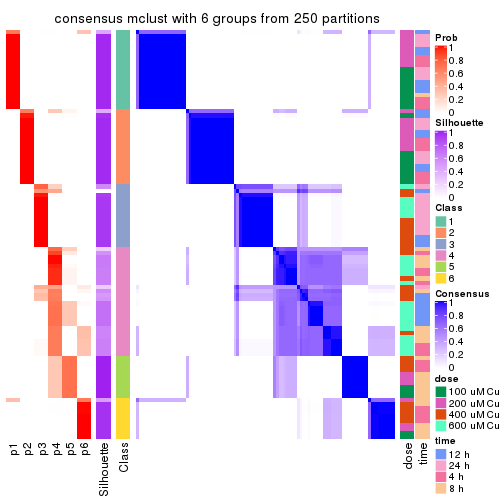 consensus mclust with 6 groups from 250 partitions
Prob
1
0.8
0.6
0.4
0.2
0
Silhouette
1
0.8
0.6
0.4
0.2
0
Class
1
2
3
4
5
6
Consensus
1
0.8
0.6
0.4
0.2
0
dose
100 uM Cu
200 uM Cu
400 uM Cu
600 uM Cu
time
12 h
24 h
4 h
8 h
p1
p2
p3
p4
p5
p6
Silhouette
Class
dose
time